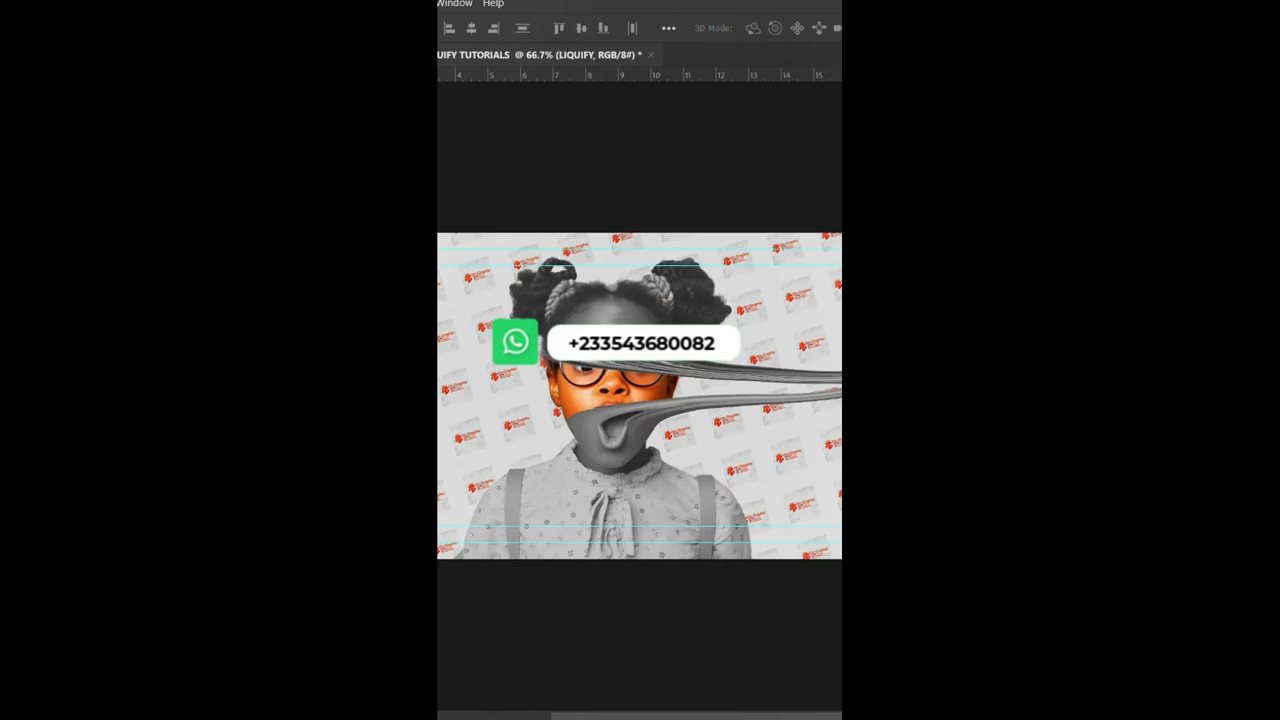 Window Help
3D Mode:
UIFY TUTORIALS @ 66.7% (LIQUIFY, RGB/8#) * ×
4 5 6 7 8 9 10 11 12 13 14 15
+233543680082